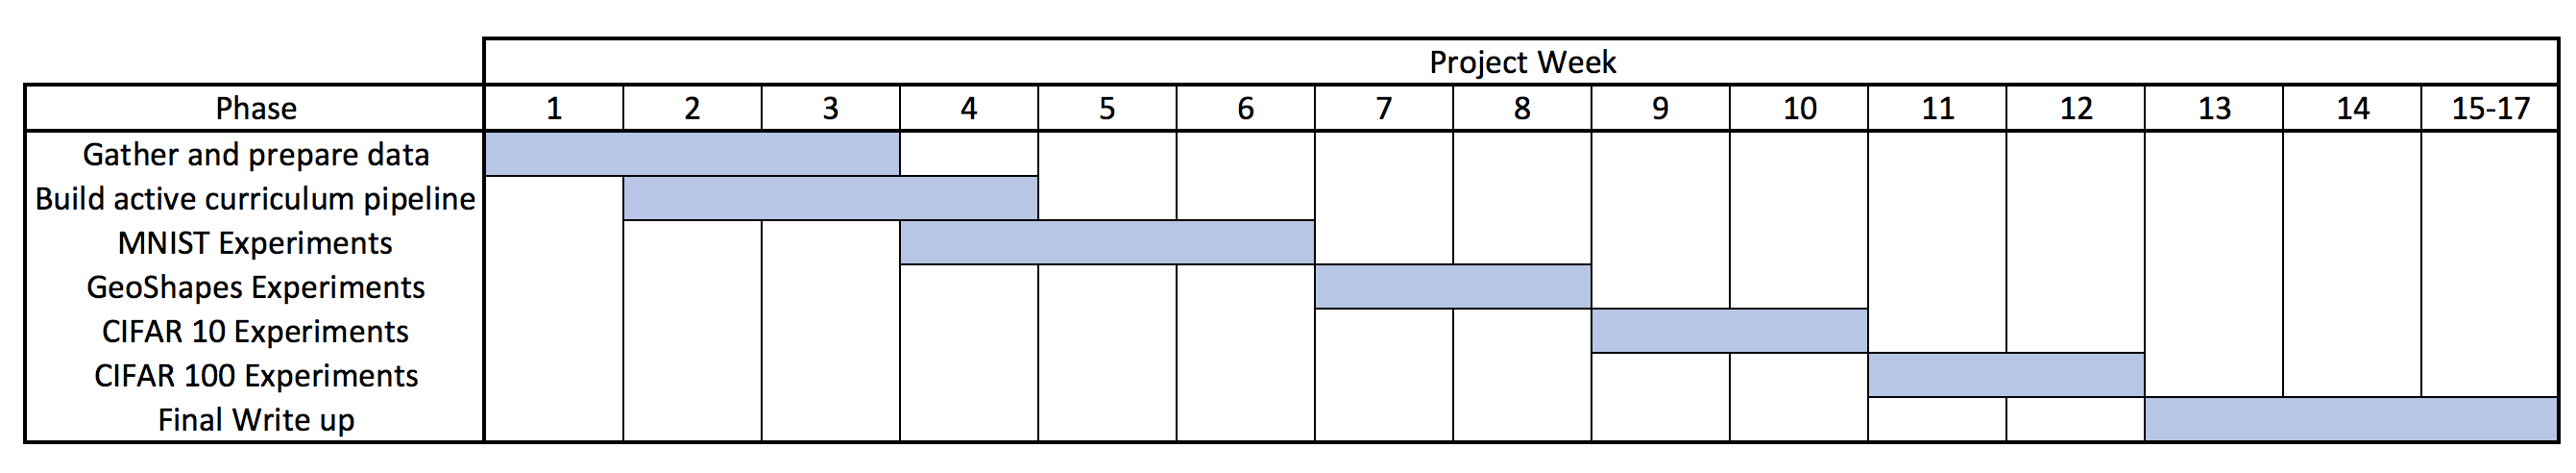 Project Week
Phase 1 2 3 4 5 6 7 8 9 10 11 12 13 14 15-17
Gather and prepare data
Build active curriculum pipeline
MNIST Experiments
GeoShapes Experiments
CIFAR 10 Experiments
CIFAR 100 Experiments
Final Write up